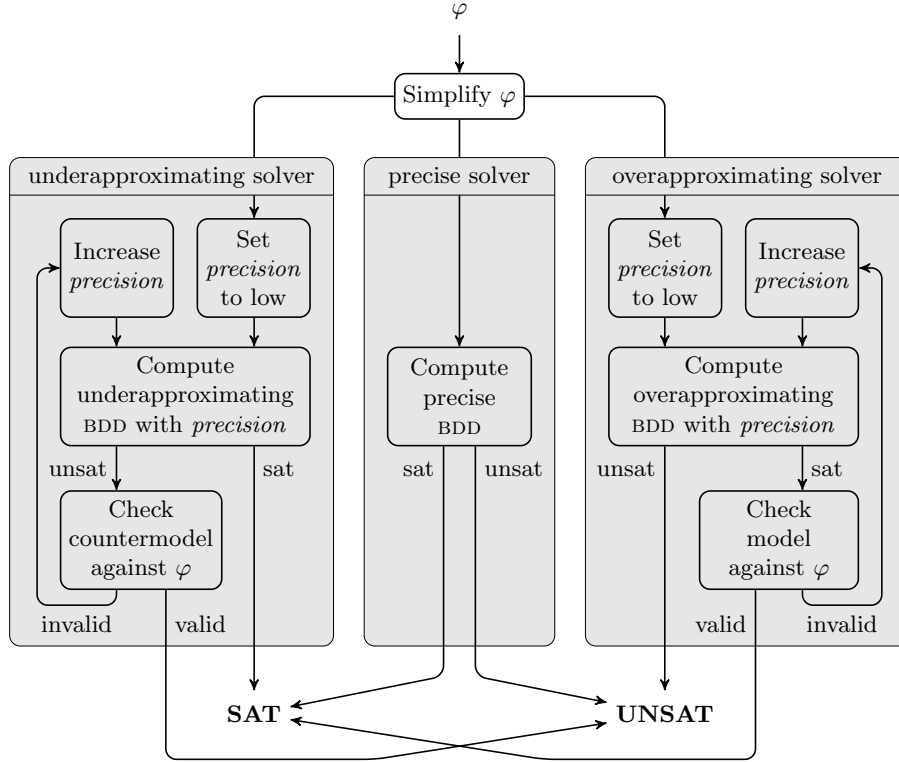 φ
Simplify φ
underapproximating solver
precise solver
overapproximating solver
Increase
precision
Set
precision
to low
Set
precision
to low
Increase
precision
Compute
underapproximating
BDD with precision
Compute
precise
BDD
Compute
overapproximating
BDD with precision
unsat
sat
sat
unsat
unsat
sat
Check
countermodel
against φ
Check
model
against φ
invalid
valid
valid
invalid
SAT
UNSAT